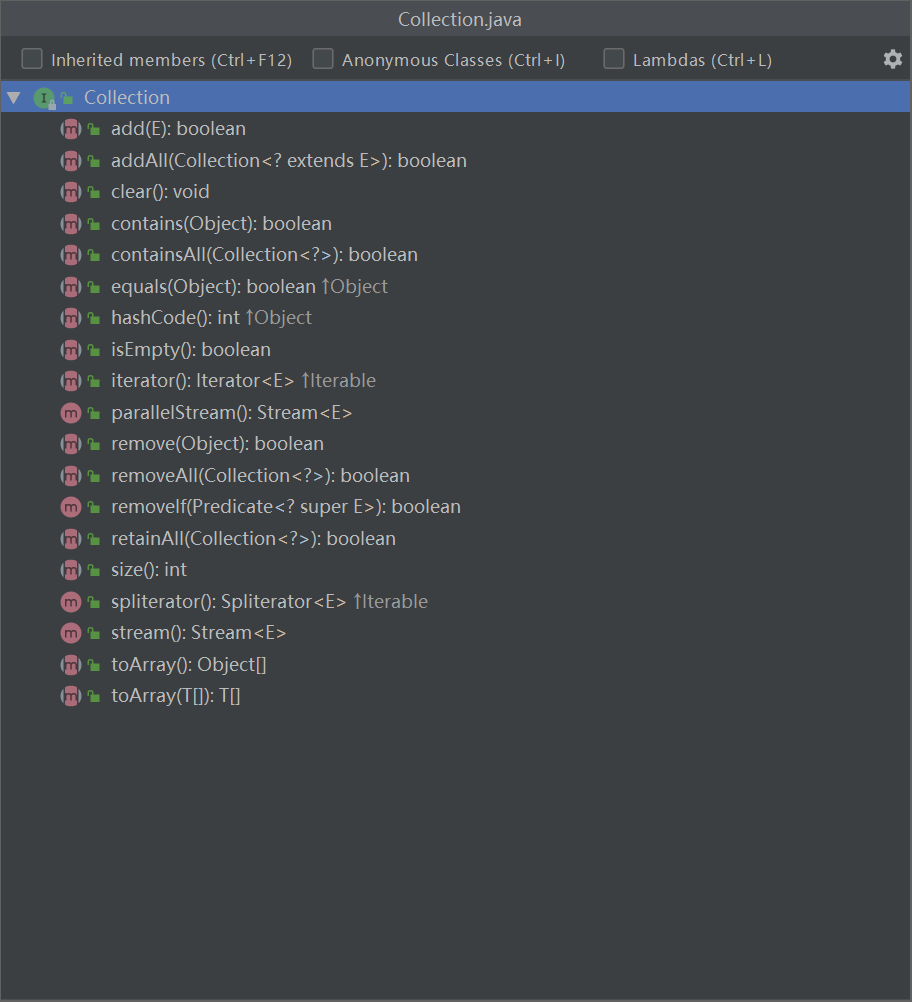 Collection.java
Inherited members (Ctrl+F12) Anonymous Classes (Ctrl+I) Lambdas (Ctrl+L)
I Collection
m add(E): boolean
m addAll(Collection<? extends E>): boolean
m clear(): void
m contains(Object): boolean
m containsAll(Collection<?>): boolean
m equals(Object): boolean ↑Object
m hashCode(): int ↑Object
m isEmpty(): boolean
m iterator(): Iterator<E> ↑Iterable
m parallelStream(): Stream<E>
m remove(Object): boolean
m removeAll(Collection<?>): boolean
m removeIf(Predicate<? super E>): boolean
m retainAll(Collection<?>): boolean
m size(): int
m spliterator(): Spliterator<E> ↑Iterable
m stream(): Stream<E>
m toArray(): Object[]
m toArray(T[]): T[]